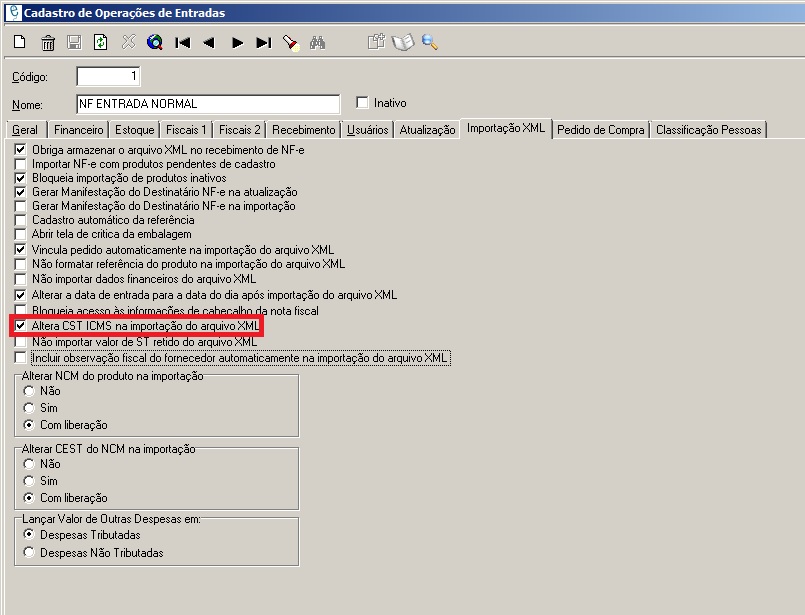 Cadastro de Operações de Entradas
Código: 1
Nome: NF ENTRADA NORMAL Inativo
Geral Financeiro Estoque Fiscais 1 Fiscais 2 Recebimento Usuários Atualização Importação XML Pedido de Compra Classificação Pessoas
Obriga armazenar o arquivo XML no recebimento de NF-e
Importar NF-e com produtos pendentes de cadastro
Bloqueia importação de produtos inativos
Gerar Manifestação do Destinatário NF-e na atualização
Gerar Manifestação do Destinatário NF-e na importação
Cadastro automático da referência
Abrir tela de critica da embalagem
Vincula pedido automaticamente na importação do arquivo XML
Não formatar referência do produto na importação do arquivo XML
Não importar dados financeiros do arquivo XML
Alterar a data de entrada para a data do dia após importação do arquivo XML
Bloqueia acesso às informações de cabeçalho da nota fiscal
Altera CST ICMS na importação do arquivo XML
Não importar valor de ST retido do arquivo XML
Incluir observação fiscal do fornecedor automaticamente na importação do arquivo XML
Alterar NCM do produto na importação
Não
Sim
Com liberação
Alterar CEST do NCM na importação
Não
Sim
Com liberação
Lançar Valor de Outras Despesas em:
Despesas Tributadas
Despesas Não Tributadas